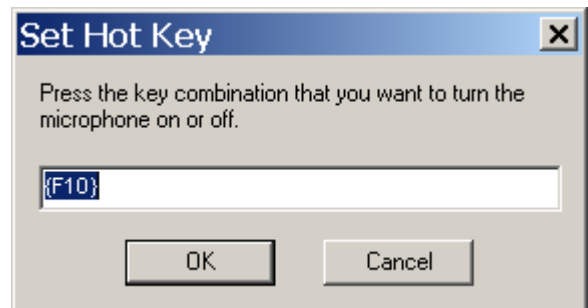 Set Hot Key
Press the key combination that you want to turn the
microphone on or off.
{F10}
OK Cancel